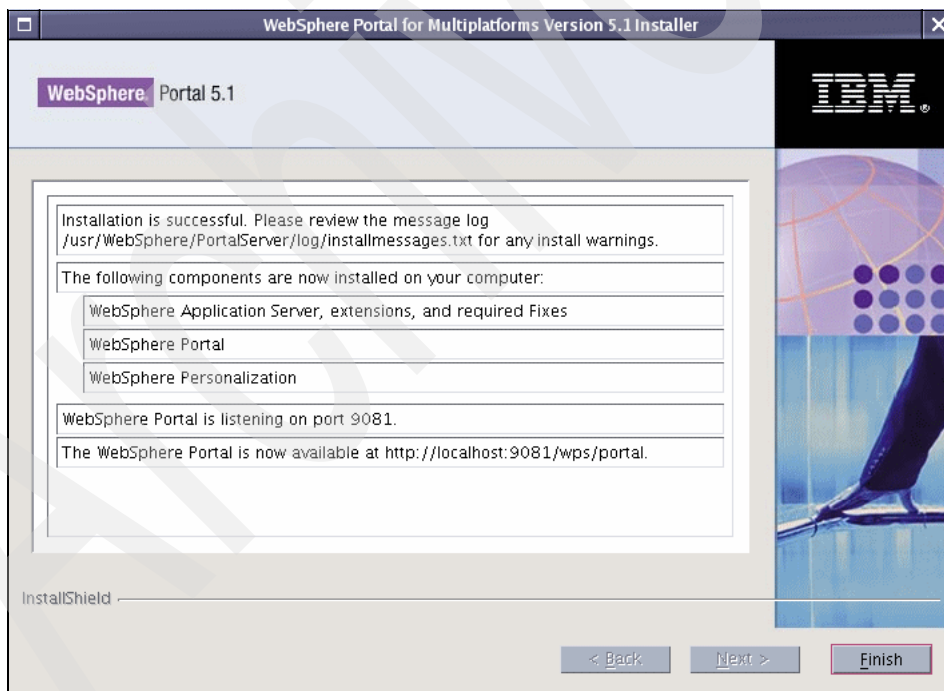 WebSphere Portal for Multiplatforms Version 5.1 Installer
WebSphere. Portal 5.1
IBM®
Installation is successful. Please review the message log
/usr/WebSphere/PortalServer/log/installmessages.txt for any install warnings.
The following components are now installed on your computer:
WebSphere Application Server, extensions, and required Fixes
WebSphere Portal
WebSphere Personalization
WebSphere Portal is listening on port 9081.
The WebSphere Portal is now available at http://localhost:9081/wps/portal.
InstallShield
< Back
Next >
Finish